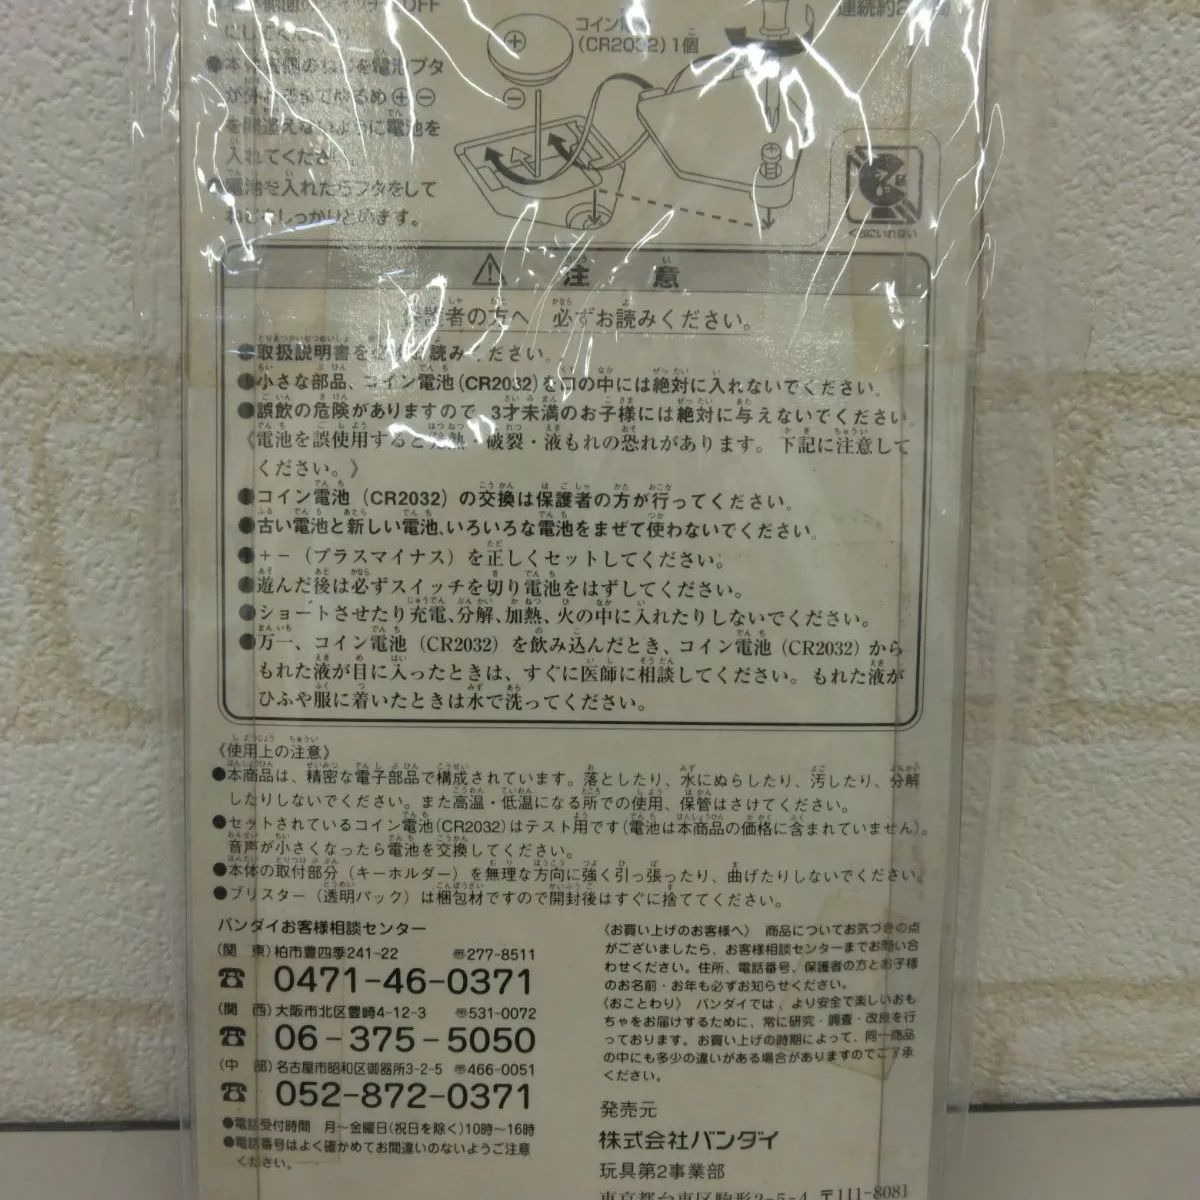 OFF
コイン
(CR2032)1個
連続約2
電池ブタ
が外れるまでゆるめ⊕⊖
を間違えないように電池を
入れてくださ
電池を入れたらフタをして
ねじをしっかりとめます。
くちにいれない
注意
保護者の方へ 必ずお読みください。
●取扱説明書を必ずお読みください。
●小さな部品、コイン電池(CR2032)を口の中には絶対に入れないでください。
●誤飲の危険がありますので、3才未満のお子様には絶対に与えないでください。
《電池を誤使用すると発熱・破裂・液もれの恐れがあります。下記に注意して
ください。》
●コイン電池(CR2032)の交換は保護者の方が行ってください。
●古い電池と新しい電池、いろいろな電池をまぜて使わないでください。
●+-(プラスマイナス)を正しくセットしてください。
●遊んだ後は必ずスイッチを切り電池をはずしてください。
●ショートさせたり充電、分解、加熱、火の中に入れたりしないでください。
●万一、コイン電池(CR2032)を飲み込んだとき、コイン電池(CR2032)から
もれた液が目に入ったときは、すぐに医師に相談してください。もれた液が
ひふや服に着いたときは水で洗ってください。
《使用上の注意》
●本商品は、精密な電子部品で構成されています。落としたり、水にぬらしたり、汚したり、分解
したりしないでください。また高温・低温になる所での使用、保管はさけてください。
●セットされているコイン電池(CR2032)はテスト用です(電池は本商品の価格に含まれていません)。
音声が小さくなったら電池を交換してください。
●本体の取付部分(キーホルダー)を無理な方向に強く引っ張ったり、曲げたりしないでください。
●ブリスター(透明パック)は梱包材ですので開封後はすぐに捨ててください。
バンダイお客様相談センター
(関 東)柏市豊四季241-22 〒277-8511
☎ 0471-46-0371
(関 西)大阪市北区豊崎4-12-3 〒531-0072
☎ 06-375-5050
(中 部)名古屋市昭和区御器所3-2-5 〒466-0051
☎ 052-872-0371
●電話受付時間 月〜金曜日(祝日を除く)10時〜16時
●電話番号はよく確かめてお間違のないようご注意
ください。
〈お買い上げのお客様へ〉 商品についてお気づきの点
がございましたら、お客様相談センターまでお問い合
わせください。住所、電話番号、保護者の方とお子様
のお名前・お年も必ずお知らせください。
〈おことわり〉 バンダイでは、より安全で楽しいおも
ちゃをお届けするために、常に研究・調査・改良を行
っております。お買い上げの時期によって、同一商品
の中にも多少の違いがある場合がありますのでご了承
ください。
発売元
株式会社バンダイ
玩具第2事業部
東京都台東区駒形2-5-4 〒111-8081